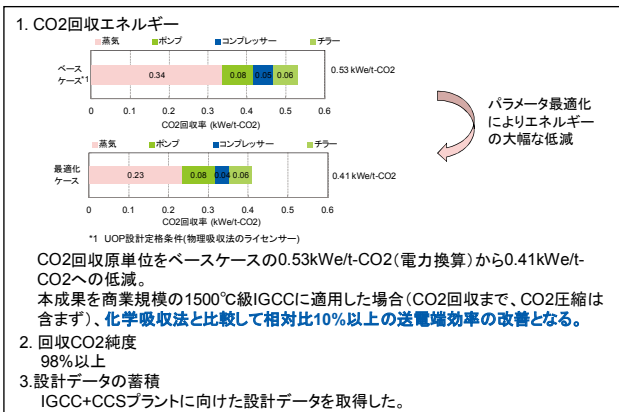 1. CO2回収エネルギー
蒸気 ポンプ コンプレッサー チラー
ベース
ケース*1
0.34 0.08 0.05 0.06
0.53 kWe/t-CO2
0 0.1 0.2 0.3 0.4 0.5 0.6
CO2回収率 (kWe/t-CO2)
パラメータ最適化
によりエネルギー
の大幅な低減
蒸気 ポンプ コンプレッサー チラー
最適化
ケース
0.23 0.08 0.04 0.06
0.41 kWe/t-CO2
0 0.1 0.2 0.3 0.4 0.5 0.6
CO2回収率 (kWe/t-CO2)
*1 UOP設計定格条件(物理吸収法のライセンサー)
CO2回収原単位をベースケースの0.53kWe/t-CO2(電力換算)から0.41kWe/t-
CO2への低減。
本成果を商業規模の1500℃級IGCCに適用した場合(CO2回収まで、CO2圧縮は
含まず)、化学吸収法と比較して相対比10%以上の送電端効率の改善となる。
2. 回収CO2純度
98%以上
3.設計データの蓄積
IGCC+CCSプラントに向けた設計データを取得した。